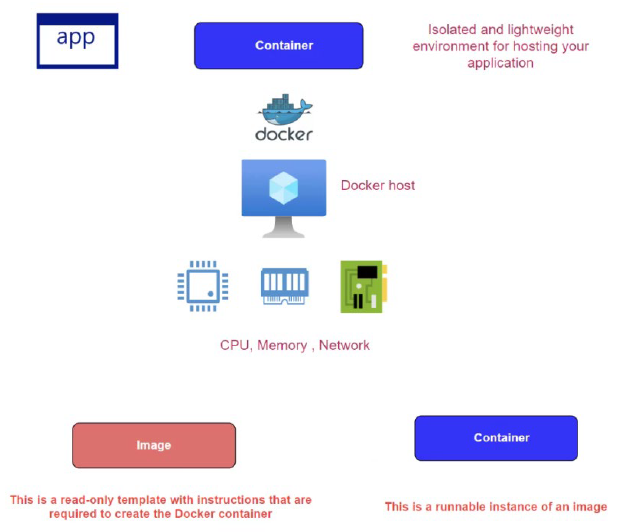 app
Container
Isolated and lightweight
environment for hosting your
application
docker
Docker host
CPU, Memory , Network
Image
Container
This is a read-only template with instructions that are
required to create the Docker container
This is a runnable instance of an image